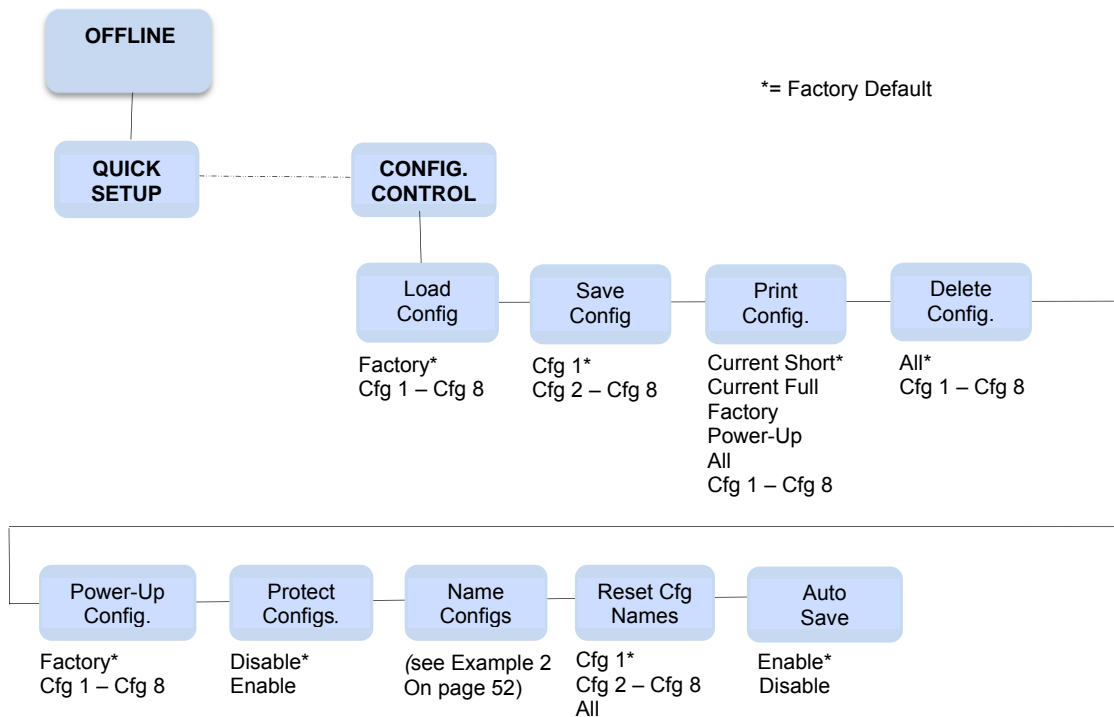 OFFLINE
*= Factory Default
QUICK
SETUP
CONFIG.
CONTROL
Load
Config
Factory*
Cfg 1 – Cfg 8
Save
Config
Cfg 1*
Cfg 2 – Cfg 8
Print
Config.
Current Short*
Current Full
Factory
Power-Up
All
Cfg 1 – Cfg 8
Delete
Config.
All*
Cfg 1 – Cfg 8
Power-Up
Config.
Factory*
Cfg 1 – Cfg 8
Protect
Configs.
Disable*
Enable
Name
Configs
(see Example 2
On page 52)
Reset Cfg
Names
Cfg 1*
Cfg 2 – Cfg 8
All
Auto
Save
Enable*
Disable